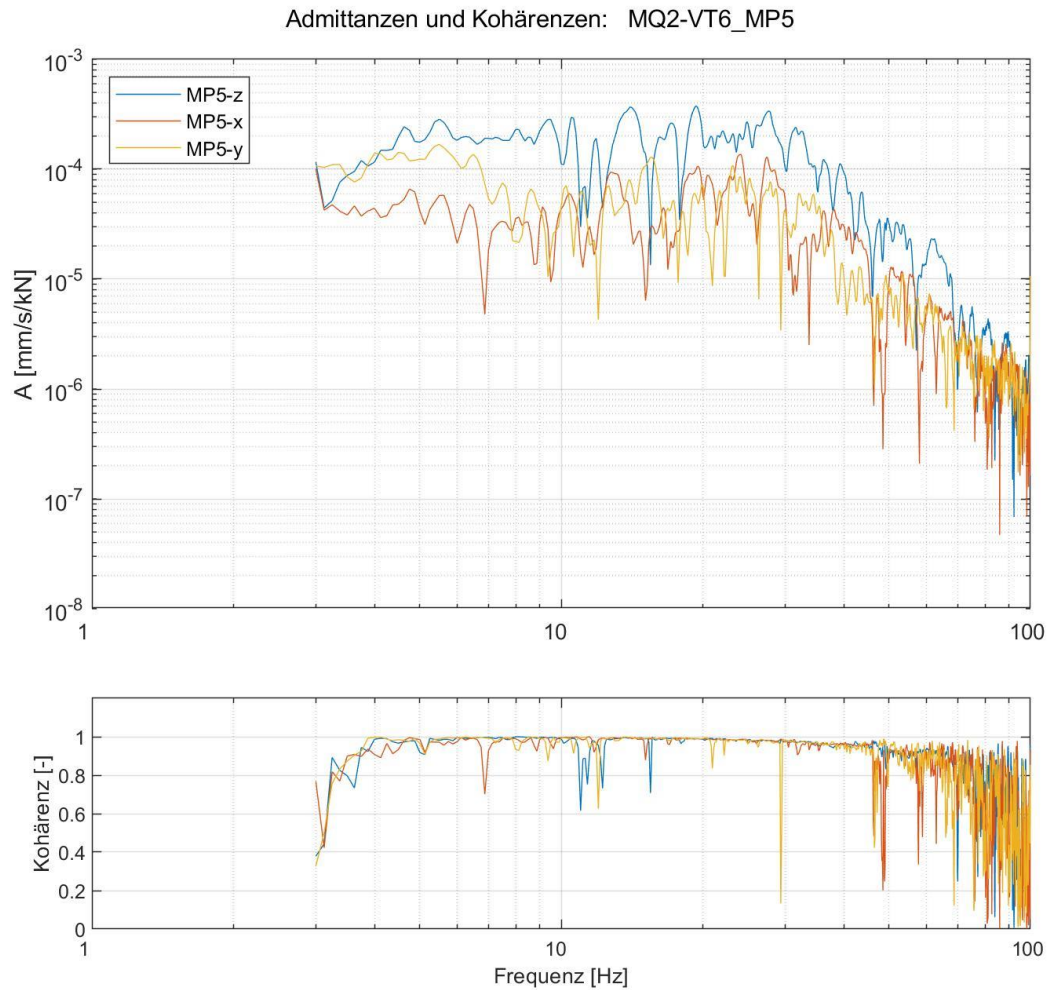 Admittanzen und Kohärenzen: MQ2-VT6_MP5
10^-3
MP5-z
MP5-x
MP5-y
10^-4
10^-5
A [mm/s/kN]
10^-6
10^-7
10^-8
1 10 100
1
0.8
0.6
Kohärenz [-]
0.4
0.2
0
1 10 100
Frequenz [Hz]